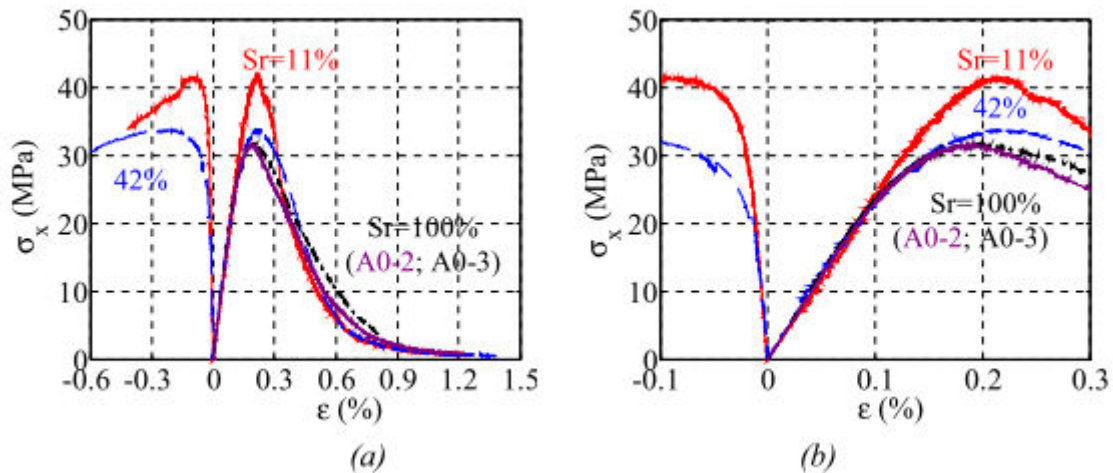 50
40
30
20
10
0
σx (MPa)
Sr=11%
42%
Sr=100%
(A0-2; A0-3)
-0.6 -0.3 0 0.3 0.6 0.9 1.2 1.5
ε (%)
(a)
50
40
30
20
10
0
σx (MPa)
Sr=11%
42%
Sr=100%
(A0-2; A0-3)
-0.1 0 0.1 0.2 0.3
ε (%)
(b)